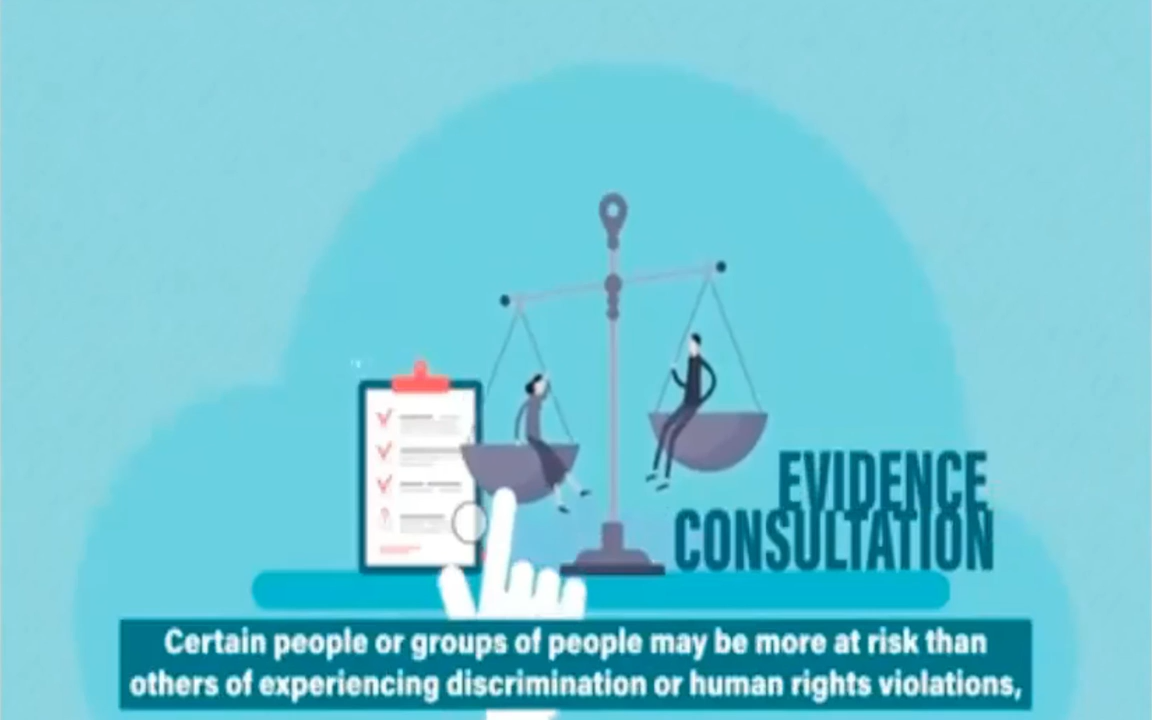 EVIDENCE
CONSULTATION
Certain people or groups of people may be more at risk than
others of experiencing discrimination or human rights violations,